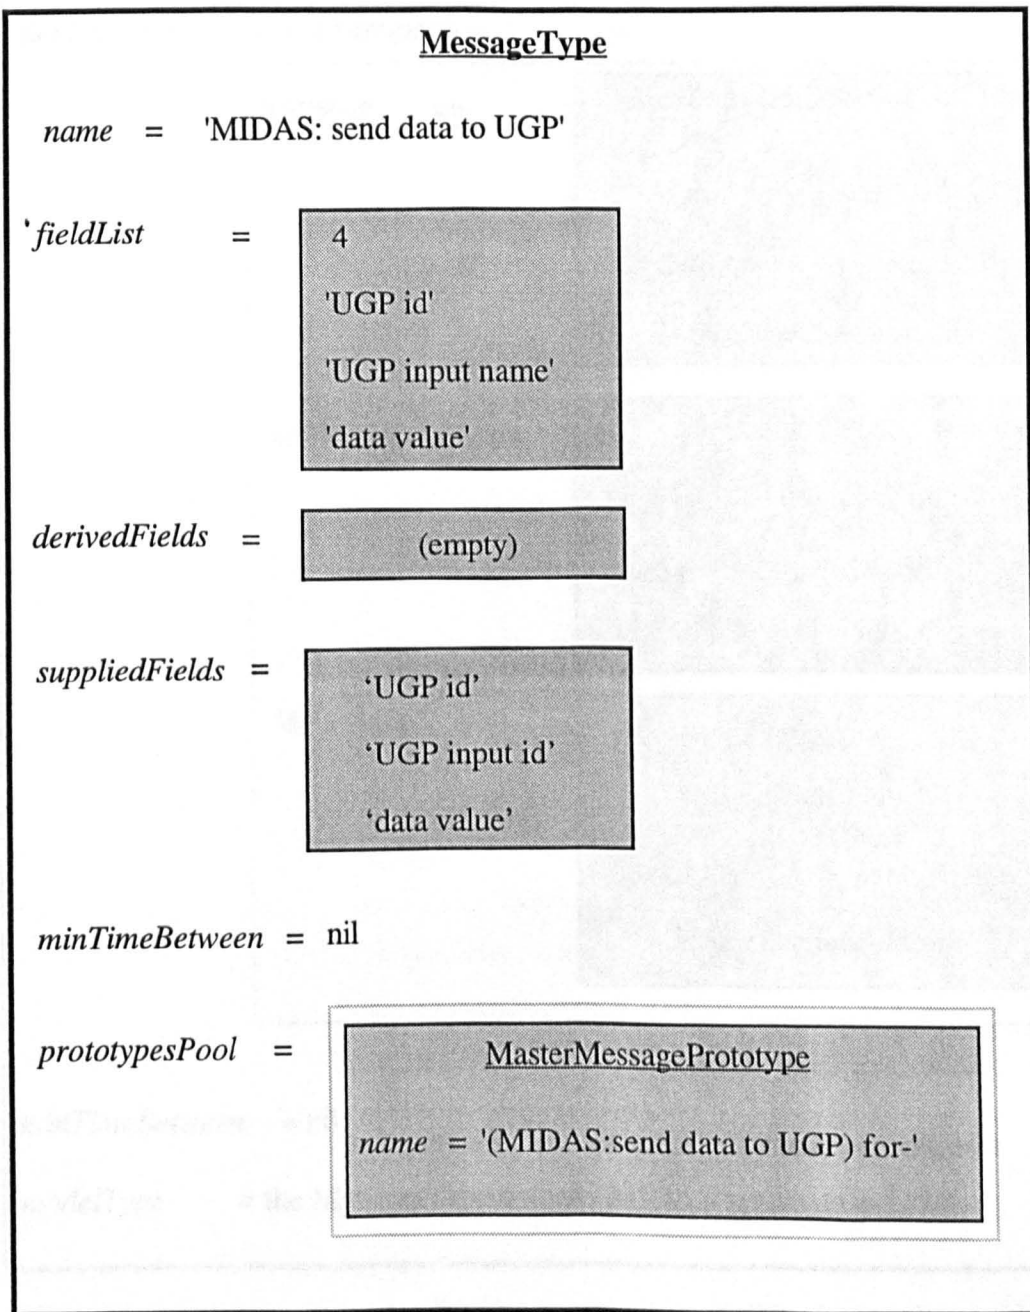 MessageType
name = 'MIDAS: send data to UGP'
‘fieldList = 4
'UGP id'
'UGP input name'
'data value'
derivedFields = (empty)
suppliedFields = ‘UGP id’
‘UGP input id’
‘data value’
minTimeBetween = nil
prototypesPool = MasterMessagePrototype
name = '(MIDAS:send data to UGP) for-'